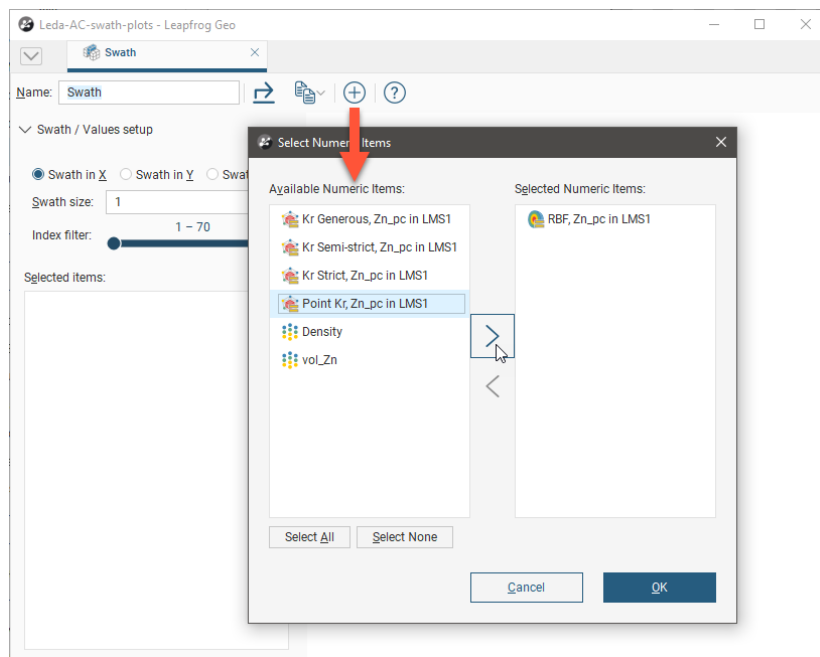 Leda-AC-swath-plots - Leapfrog Geo
Swath
Name: Swath
Swath / Values setup
Swath in X Swath in Y Swat
Swath size: 1
Index filter: 1 – 70
Selected items:
Select Numeric Items
Available Numeric Items:
Kr Generous, Zn_pc in LMS1
Kr Semi-strict, Zn_pc in LMS1
Kr Strict, Zn_pc in LMS1
Point Kr, Zn_pc in LMS1
Density
vol_Zn
Select All Select None
Selected Numeric Items:
RBF, Zn_pc in LMS1
Cancel OK